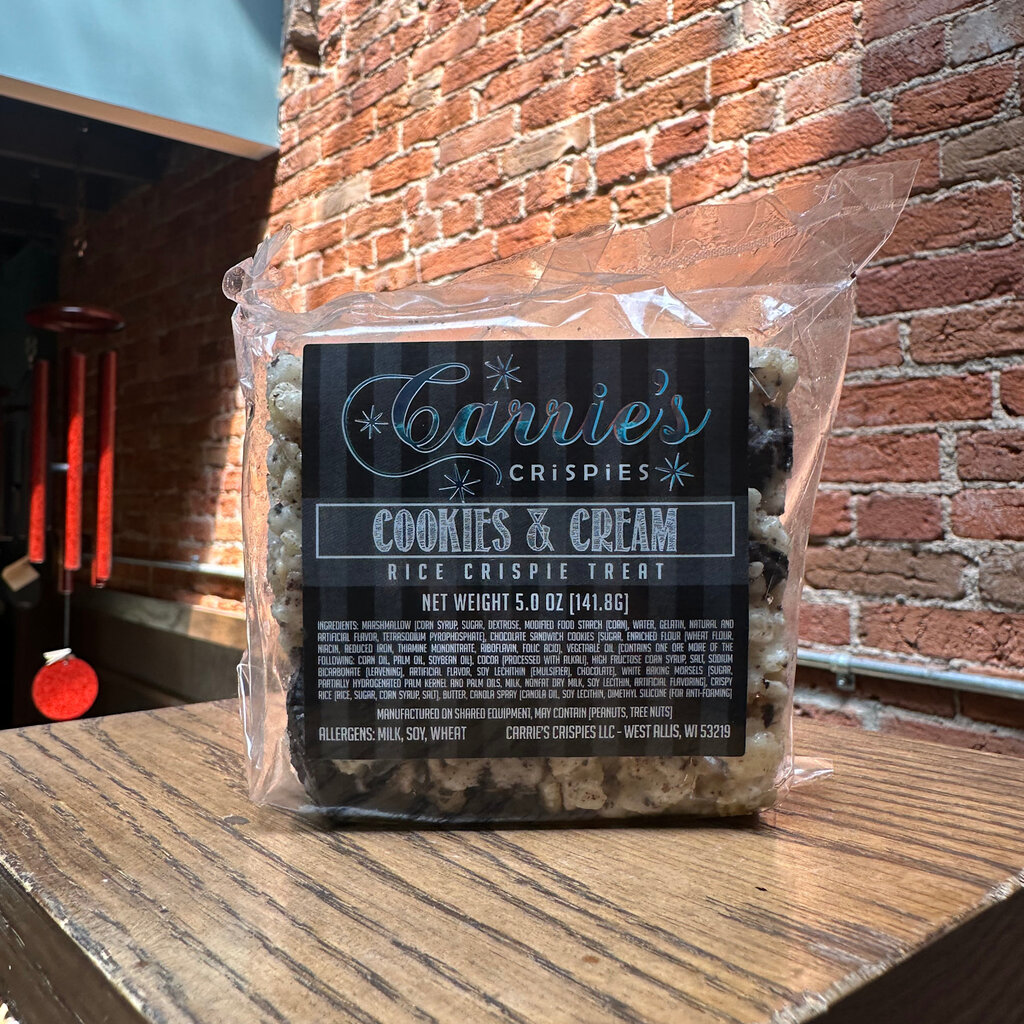 Carrie's
CRiSPiES
COOKIES & CREAM
RICE CRISPIE TREAT
NET WEIGHT 5.0 OZ [141.8G]
INGREDIENTS: MARSHMALLOW [CORN SYRUP, SUGAR, DEXTROSE, MODIFIED FOOD STARCH (CORN), WATER, GELATIN, NATURAL AND
ARTIFICIAL FLAVOR, TETRASODIUM PYROPHOSPHATE], CHOCOLATE SANDWICH COOKIES [SUGAR, ENRICHED FLOUR (WHEAT FLOUR,
NIACIN, REDUCED IRON, THIAMINE MONONITRATE, RIBOFLAVIN, FOLIC ACID), VEGETABLE OIL (CONTAINS ONE ORE MORE OF THE
FOLLOWING: CORN OIL, PALM OIL, SOYBEAN OIL), COCOA (PROCESSED WITH ALKALI), HIGH FRUCTOSE CORN SYRUP, SALT, SODIUM
BICARBONATE (LEAVENING), ARTIFICIAL FLAVOR, SOY LECITHIN (EMULSIFIER), CHOCOLATE], WHITE BAKING MORSELS [SUGAR,
PARTIALLY HYDROGENATED PALM KERNEL AND PALM OILS, MILK, NONFAT DRY MILK, SOY LECITHIN, ARTIFICIAL FLAVORING], CRISPY
RICE [RICE, SUGAR, CORN SYRUP, SALT], BUTTER, CANOLA SPRAY [CANOLA OIL, SOY LECITHIN, DIMETHYL SILICONE (FOR ANTI-FOAMING)]
MANUFACTURED ON SHARED EQUIPMENT, MAY CONTAIN [PEANUTS, TREE NUTS]
ALLERGENS: MILK, SOY, WHEAT CARRIE'S CRISPIES LLC - WEST ALLIS, WI 53219